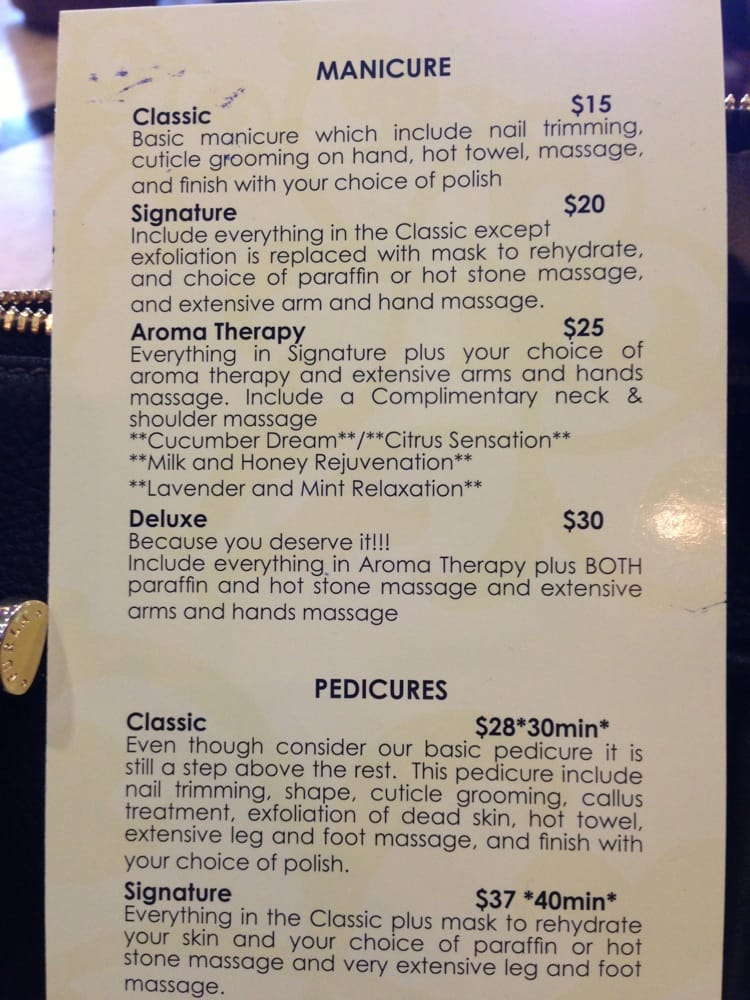 MANICURE
Classic $15
Basic manicure which include nail trimming,
cuticle grooming on hand, hot towel, massage,
and finish with your choice of polish
Signature $20
Include everything in the Classic except
exfoliation is replaced with mask to rehydrate,
and choice of paraffin or hot stone massage,
and extensive arm and hand massage.
Aroma Therapy $25
Everything in Signature plus your choice of
aroma therapy and extensive arms and hands
massage. Include a Complimentary neck &
shoulder massage
**Cucumber Dream**/**Citrus Sensation**
**Milk and Honey Rejuvenation**
**Lavender and Mint Relaxation**
Deluxe $30
Because you deserve it!!!
Include everything in Aroma Therapy plus BOTH
paraffin and hot stone massage and extensive
arms and hands massage
PEDICURES
Classic $28*30min*
Even though consider our basic pedicure it is
still a step above the rest. This pedicure include
nail trimming, shape, cuticle grooming, callus
treatment, exfoliation of dead skin, hot towel,
extensive leg and foot massage, and finish with
your choice of polish.
Signature $37 *40min*
Everything in the Classic plus mask to rehydrate
your skin and your choice of paraffin or hot
stone massage and very extensive leg and foot
massage.